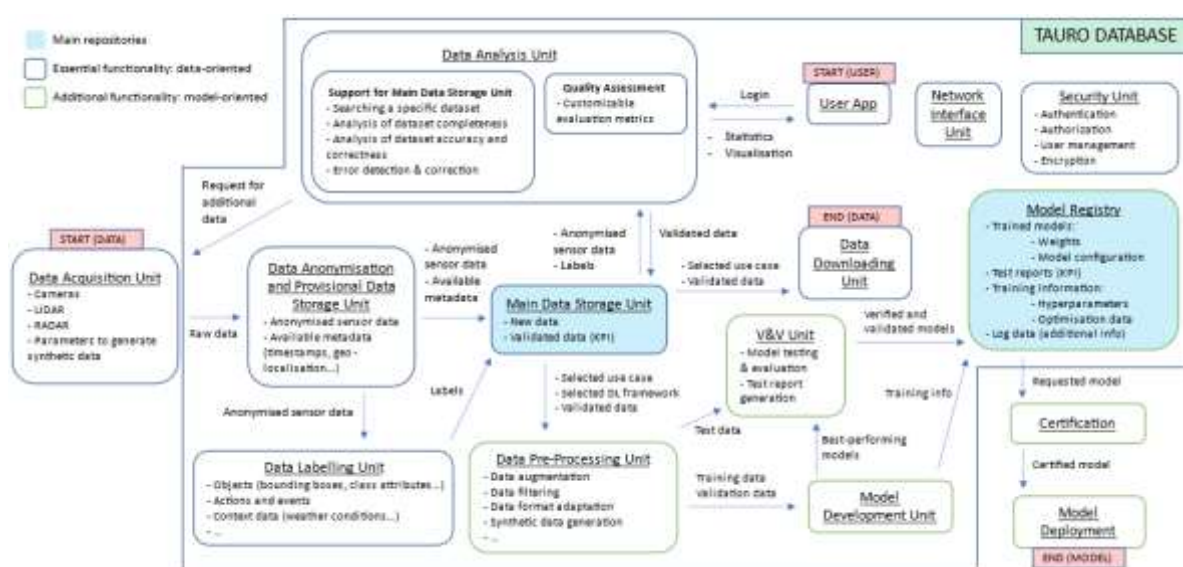 Main repositories
Essential functionality: data-oriented
Additional functionality: model-oriented
TAURO DATABASE
Data Analysis Unit
Support for Main Data Storage Unit
- Searching a specific dataset
- Analysis of dataset completeness
- Analysis of dataset accuracy and
correctness
- Error detection & correction
Quality Assessment
- Customizable
evaluation metrics
Login
- Statistics
- Visualisation
START (USER)
User App
Network
Interface
Unit
Security Unit
- Authentication
- Authorization
- User management
- Encryption
Request for
additional
data
START (DATA)
Data Acquisition Unit
- Cameras
- LiDAR
- RADAR
- Parameters to generate
synthetic data
Raw data
Data Anonymisation
and Provisional Data
Storage Unit
- Anonymised sensor data
- Available metadata
(timestamps, geo-
localisation...)
- Anonymised
sensor data
- Available
metadata
- Anonymised
sensor data
- Labels
Validated data
Main Data Storage Unit
- New data
- Validated data (KPI)
- Selected use case
- Validated data
END (DATA)
Data
Downloading
Unit
Model Registry
- Trained models:
- Weights
- Model configuration
- Test reports (KPI)
- Training information:
- Hyperparameters
- Optimisation data
- Log data (additional info)
Verified and
validated models
V&V Unit
- Model testing
& evaluation
- Test report
generation
Anonymised sensor data
Labels
- Selected use case
- Selected DL framework
- Validated data
Test data
Training info
Requested model
Certification
Data Labelling Unit
- Objects (bounding boxes, class attributes...)
- Actions and events
- Context data (weather conditions...)
- ...
Data Pre-Processing Unit
- Data augmentation
- Data filtering
- Data format adaptation
- Synthetic data generation
- ...
Training data
Validation data
Best-performing
models
Model
Development Unit
Certified model
Model
Deployment
END (MODEL)